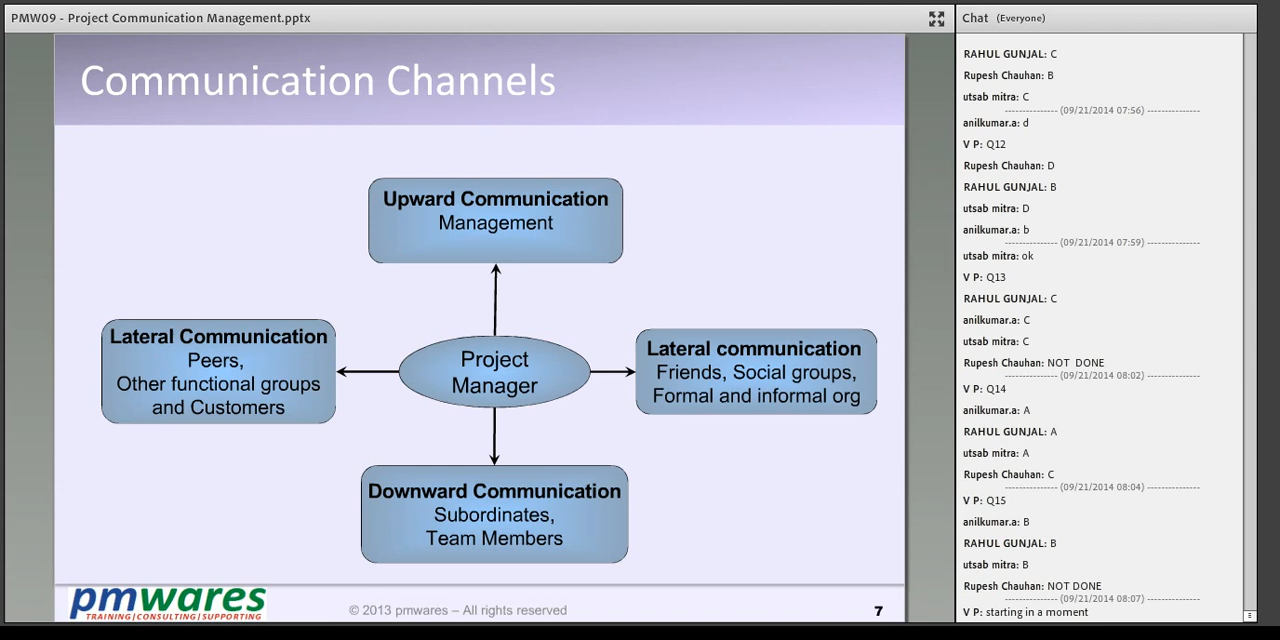 PMW09 - Project Communication Management.pptx
Communication Channels
Upward Communication
Management
Lateral Communication
Peers,
Other functional groups
and Customers
Project
Manager
Lateral communication
Friends, Social groups,
Formal and informal org
Downward Communication
Subordinates,
Team Members
pmwares
TRAINING|CONSULTING|SUPPORTING
© 2013 pmwares – All rights reserved
7
Chat (Everyone)
RAHUL GUNJAL: C
Rupesh Chauhan: B
utsab mitra: C
--------------- (09/21/2014 07:56) ---------------
anilkumar.a: d
V P: Q12
Rupesh Chauhan: D
RAHUL GUNJAL: B
utsab mitra: D
anilkumar.a: b
--------------- (09/21/2014 07:59) ---------------
utsab mitra: ok
V P: Q13
RAHUL GUNJAL: C
anilkumar.a: C
utsab mitra: C
Rupesh Chauhan: NOT DONE
--------------- (09/21/2014 08:02) ---------------
V P: Q14
anilkumar.a: A
RAHUL GUNJAL: A
utsab mitra: A
Rupesh Chauhan: C
--------------- (09/21/2014 08:04) ---------------
V P: Q15
anilkumar.a: B
RAHUL GUNJAL: B
utsab mitra: B
Rupesh Chauhan: NOT DONE
--------------- (09/21/2014 08:07) ---------------
V P: starting in a moment